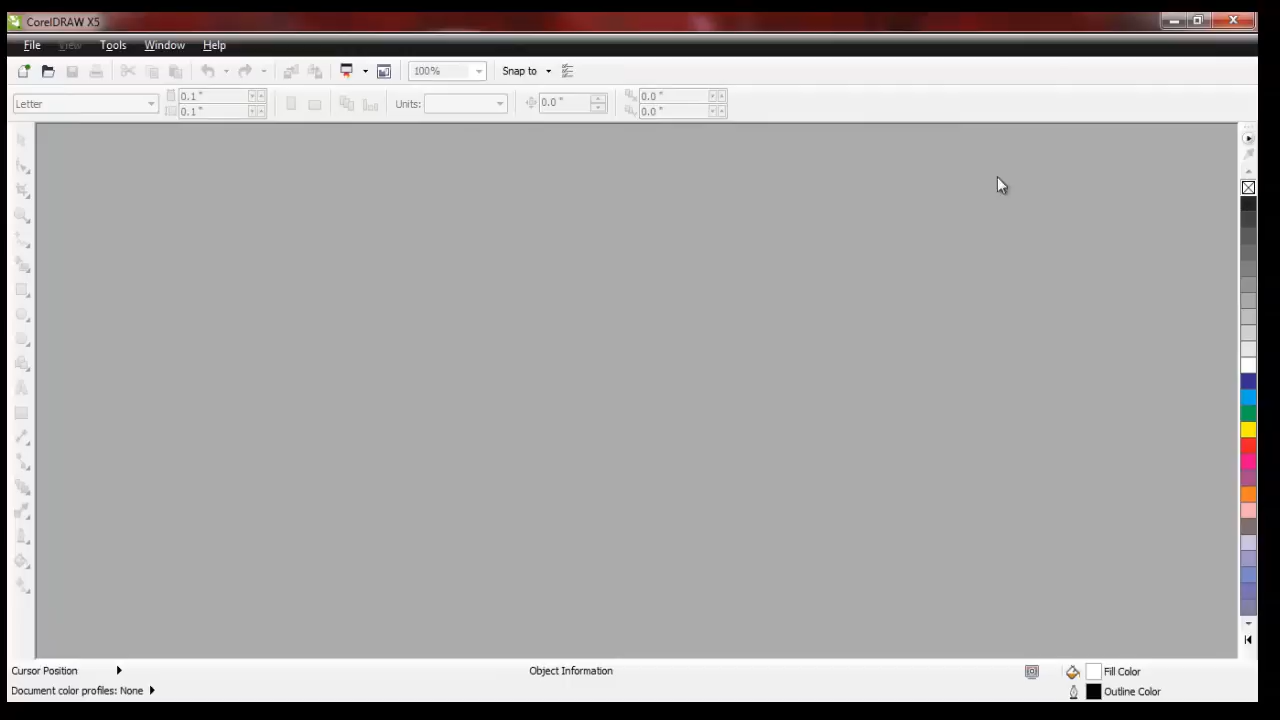 CorelDRAW X5
File View Tools Window Help
100% Snap to
Letter 0.1 " Units: 0.0 " 0.0 "
0.1 " 0.0 "
Cursor Position Object Information Fill Color
Document color profiles: None Outline Color